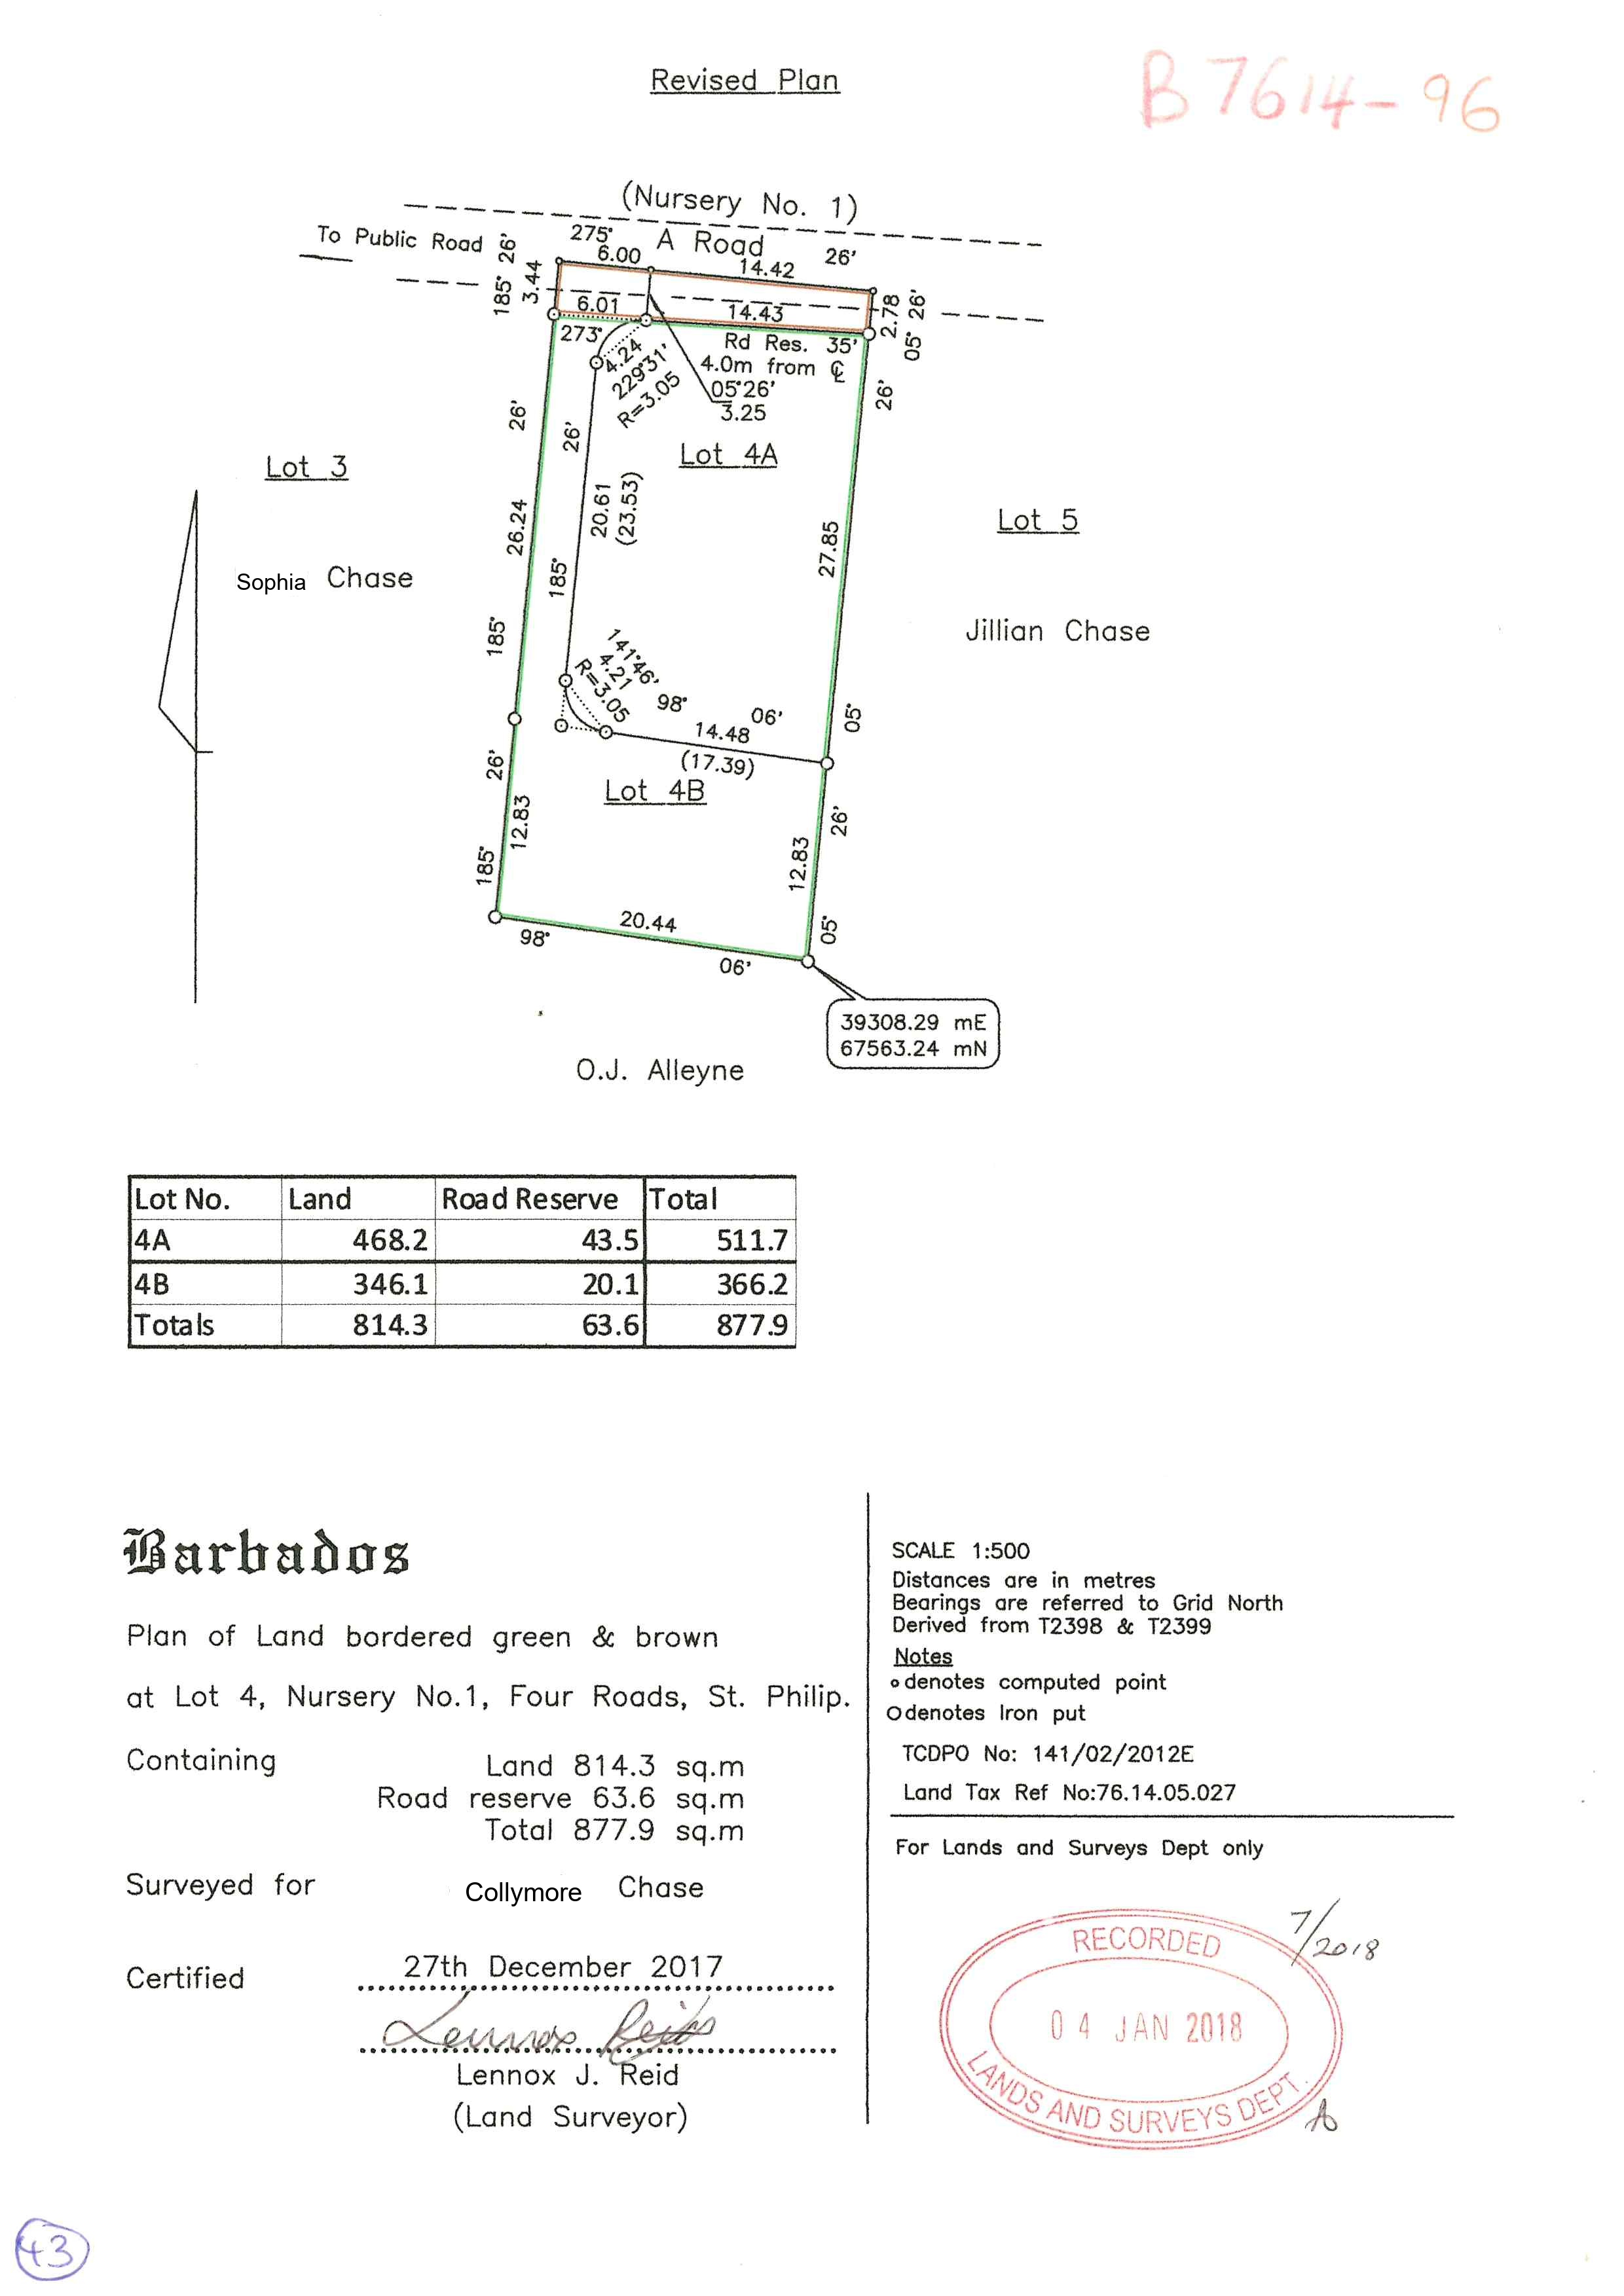 Revised Plan
B7614-96
(Nursery No. 1)
To Public Road
A Road
275° 26'
6.00
14.42
185° 26'
3.44
6.01
14.43
2.78
05° 26'
273° 35'
Rd Res.
4.0m from ℄
4.24
229°31'
R=3.05
05°26'
3.25
26'
26'
26'
Lot 4A
Lot 3
Lot 5
20.61
(23.53)
26.24
27.85
185°
Sophia Chase
Jillian Chase
185°
141°46'
4.21
R=3.05
98° 06'
14.48
(17.39)
05°
26'
Lot 4B
12.83
26'
12.83
185°
20.44
98° 06'
05°
39308.29 mE
67563.24 mN
O.J. Alleyne
Lot No. Land Road Reserve Total
4A 468.2 43.5 511.7
4B 346.1 20.1 366.2
Totals 814.3 63.6 877.9
Barbados
Plan of Land bordered green & brown
at Lot 4, Nursery No.1, Four Roads, St. Philip.
Containing
Land 814.3 sq.m
Road reserve 63.6 sq.m
Total 877.9 sq.m
Surveyed for Collymore Chase
Certified 27th December 2017
Lennox Reid
Lennox J. Reid
(Land Surveyor)
SCALE 1:500
Distances are in metres
Bearings are referred to Grid North
Derived from T2398 & T2399
Notes
o denotes computed point
O denotes Iron put
TCDPO No: 141/02/2012E
Land Tax Ref No:76.14.05.027
For Lands and Surveys Dept only
7/2018
RECORDED
04 JAN 2018
LANDS AND SURVEYS DEPT.
43